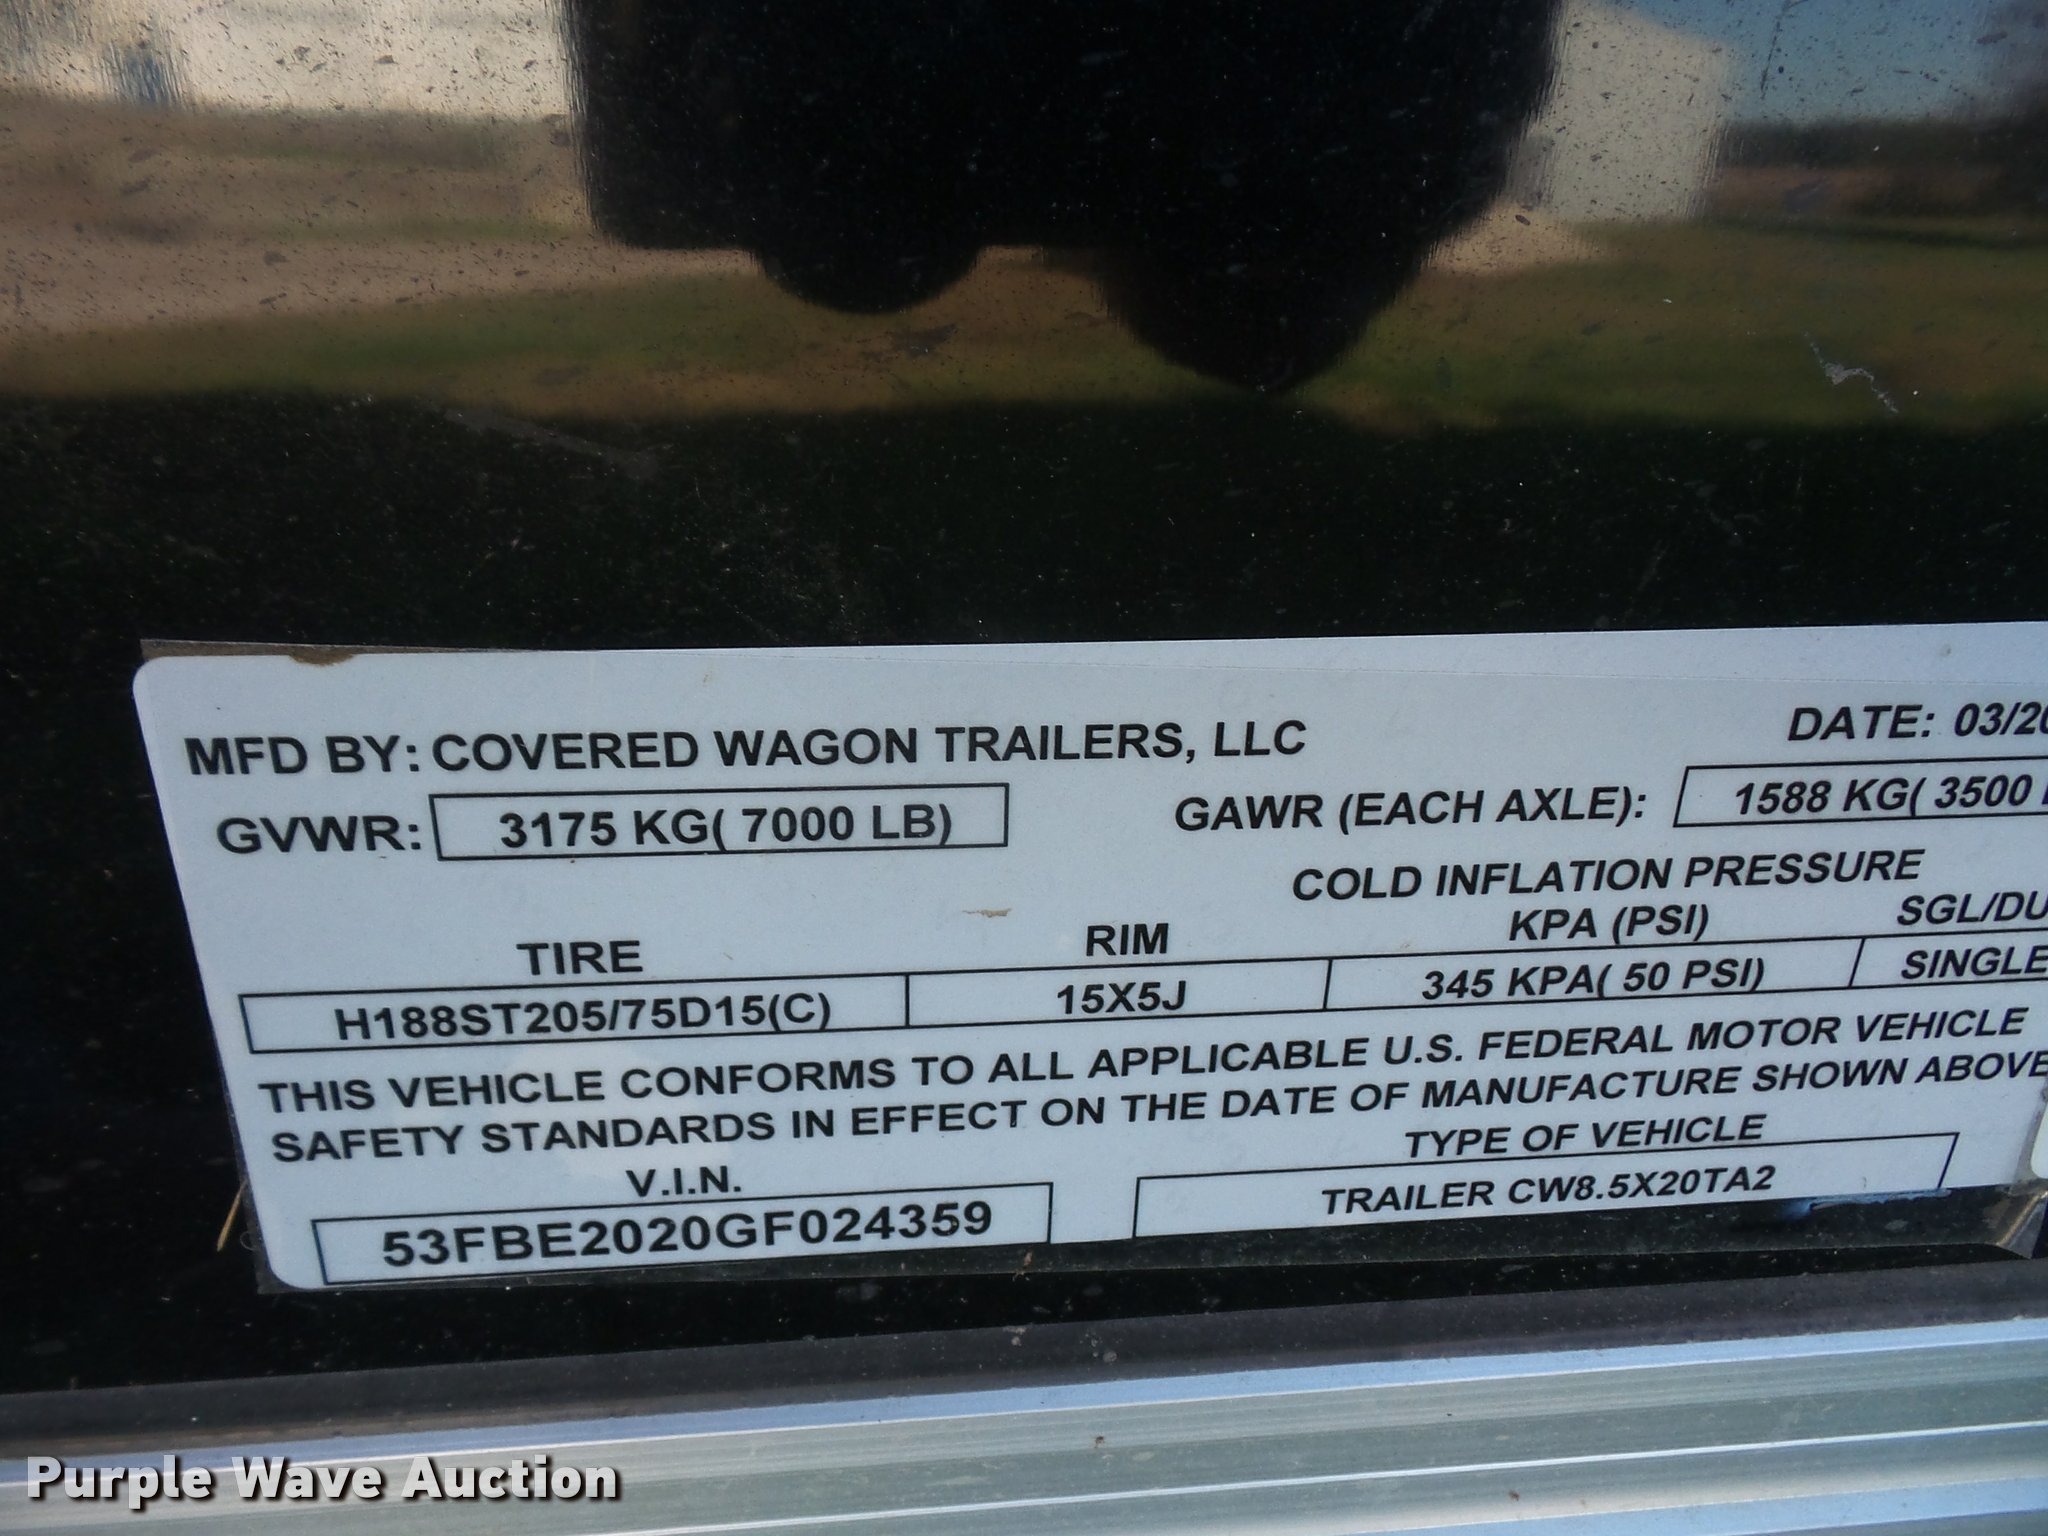 MFD BY: COVERED WAGON TRAILERS, LLC
DATE: 03/20
GVWR: 3175 KG( 7000 LB)
GAWR (EACH AXLE): 1588 KG( 3500
COLD INFLATION PRESSURE
TIRE RIM KPA (PSI) SGL/DU
H188ST205/75D15(C) 15X5J 345 KPA( 50 PSI) SINGLE
THIS VEHICLE CONFORMS TO ALL APPLICABLE U.S. FEDERAL MOTOR VEHICLE
SAFETY STANDARDS IN EFFECT ON THE DATE OF MANUFACTURE SHOWN ABOVE
V.I.N. TYPE OF VEHICLE
53FBE2020GF024359 TRAILER CW8.5X20TA2
Purple Wave Auction